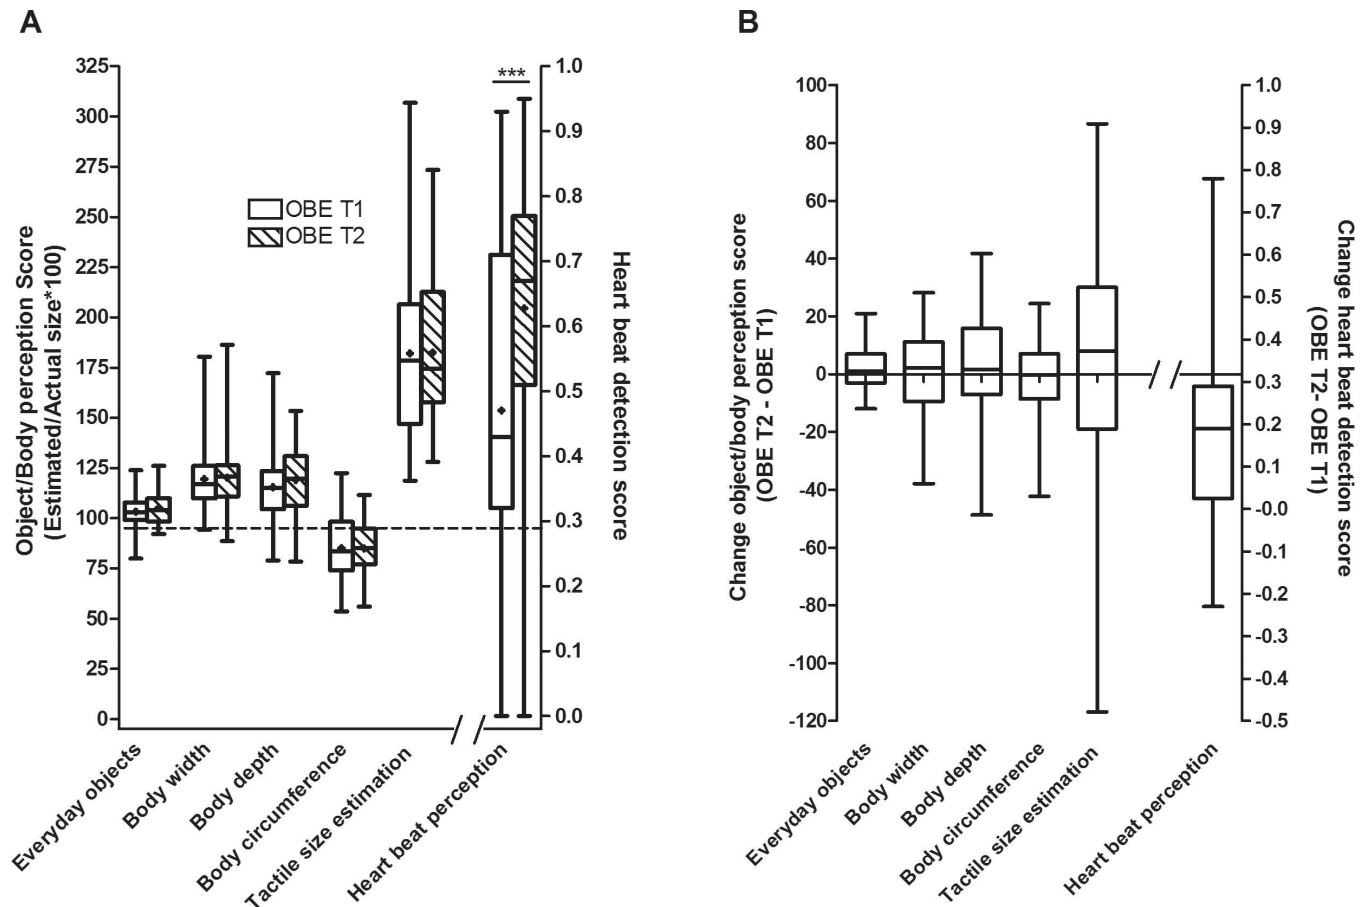 A
325
300
275
250
225
200
175
150
125
100
75
50
25
0
Object/Body perception Score
(Estimated/Actual size*100)
OBE T1
OBE T2
***
1.0
0.9
0.8
0.7
0.6
0.5
0.4
0.3
0.2
0.1
0.0
Heart beat detection score
Everyday objects
Body width
Body depth
Body circumference
Tactile size estimation
Heart beat perception
B
100
80
60
40
20
0
-20
-40
-60
-80
-100
-120
Change object/body perception score
(OBE T2 - OBE T1)
1.0
0.9
0.8
0.7
0.6
0.5
0.4
0.3
0.2
0.1
-0.0
-0.1
-0.2
-0.3
-0.4
-0.5
Change heart beat detection score
(OBE T2- OBE T1)
Everyday objects
Body width
Body depth
Body circumference
Tactile size estimation
Heart beat perception